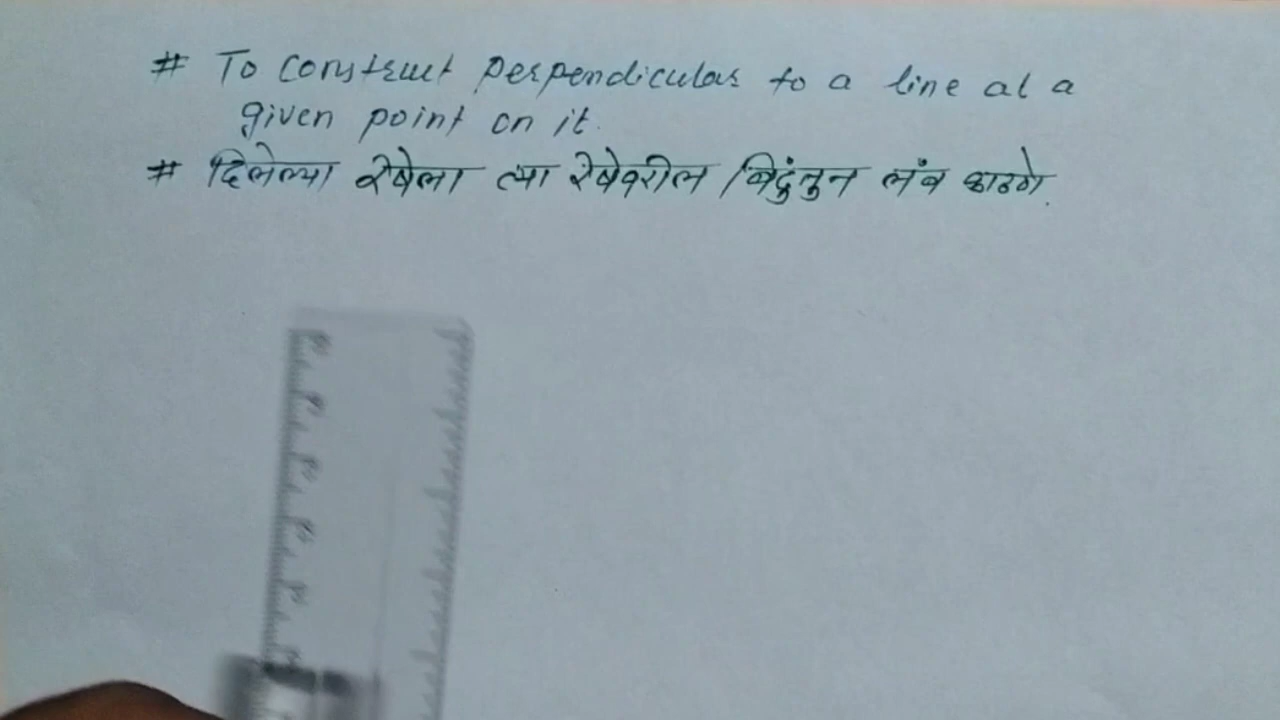 # To construct perpendicular to a line at a
given point on it.
# दिलेल्या रेषेला त्या रेषेवरील बिंदुंतुन लंब काढणे.